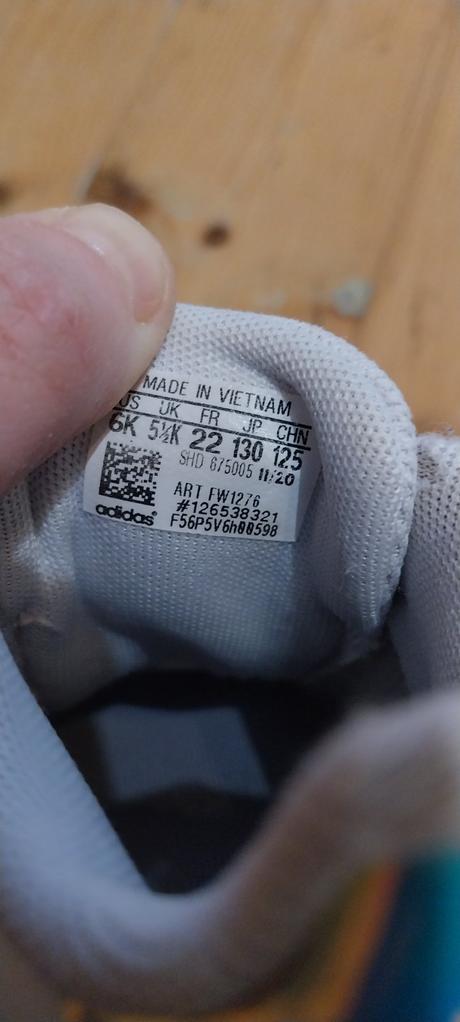 MADE IN VIETNAM
US UK FR JP CHN
6K 5½K 22 130 125
SHD 675005 11/20
ART FW1276
#126538321
adidas® F56P5V6h00598